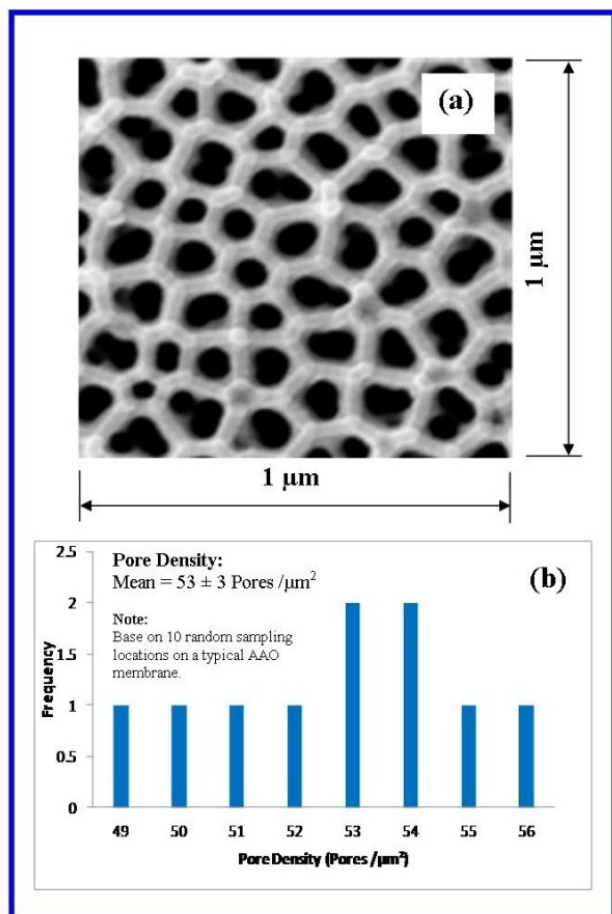 (a)
1 μm
1 μm
2.5
2
1.5
1
0.5
0
Frequency
Pore Density:
Mean = 53 ± 3 Pores /μm²
(b)
Note:
Base on 10 random sampling
locations on a typical AAO
membrane.
49 50 51 52 53 54 55 56
Pore Density (Pores /μm²)